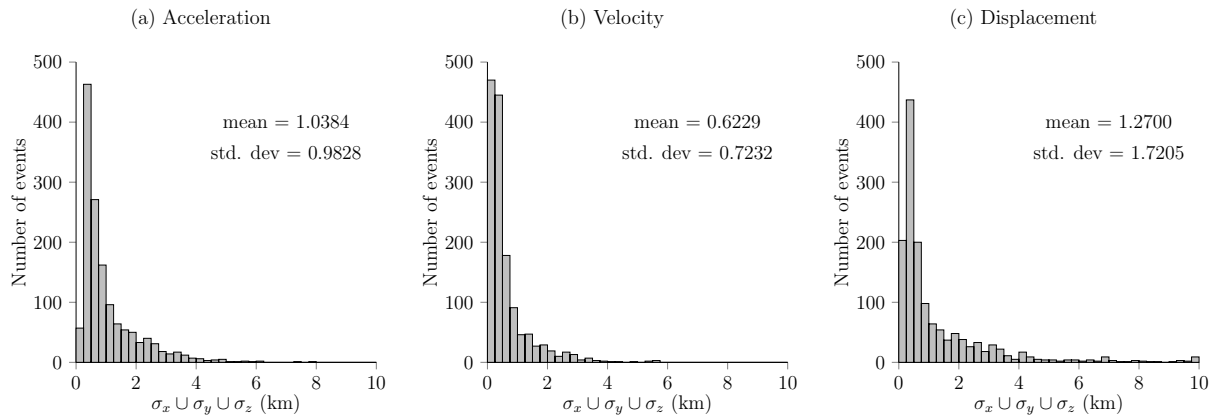 (a) Acceleration
500
400
300
200
100
0
Number of events
mean = 1.0384
std. dev = 0.9828
0 2 4 6 8 10
σx ∪ σy ∪ σz (km)
(b) Velocity
500
400
300
200
100
0
Number of events
mean = 0.6229
std. dev = 0.7232
0 2 4 6 8 10
σx ∪ σy ∪ σz (km)
(c) Displacement
500
400
300
200
100
0
Number of events
mean = 1.2700
std. dev = 1.7205
0 2 4 6 8 10
σx ∪ σy ∪ σz (km)